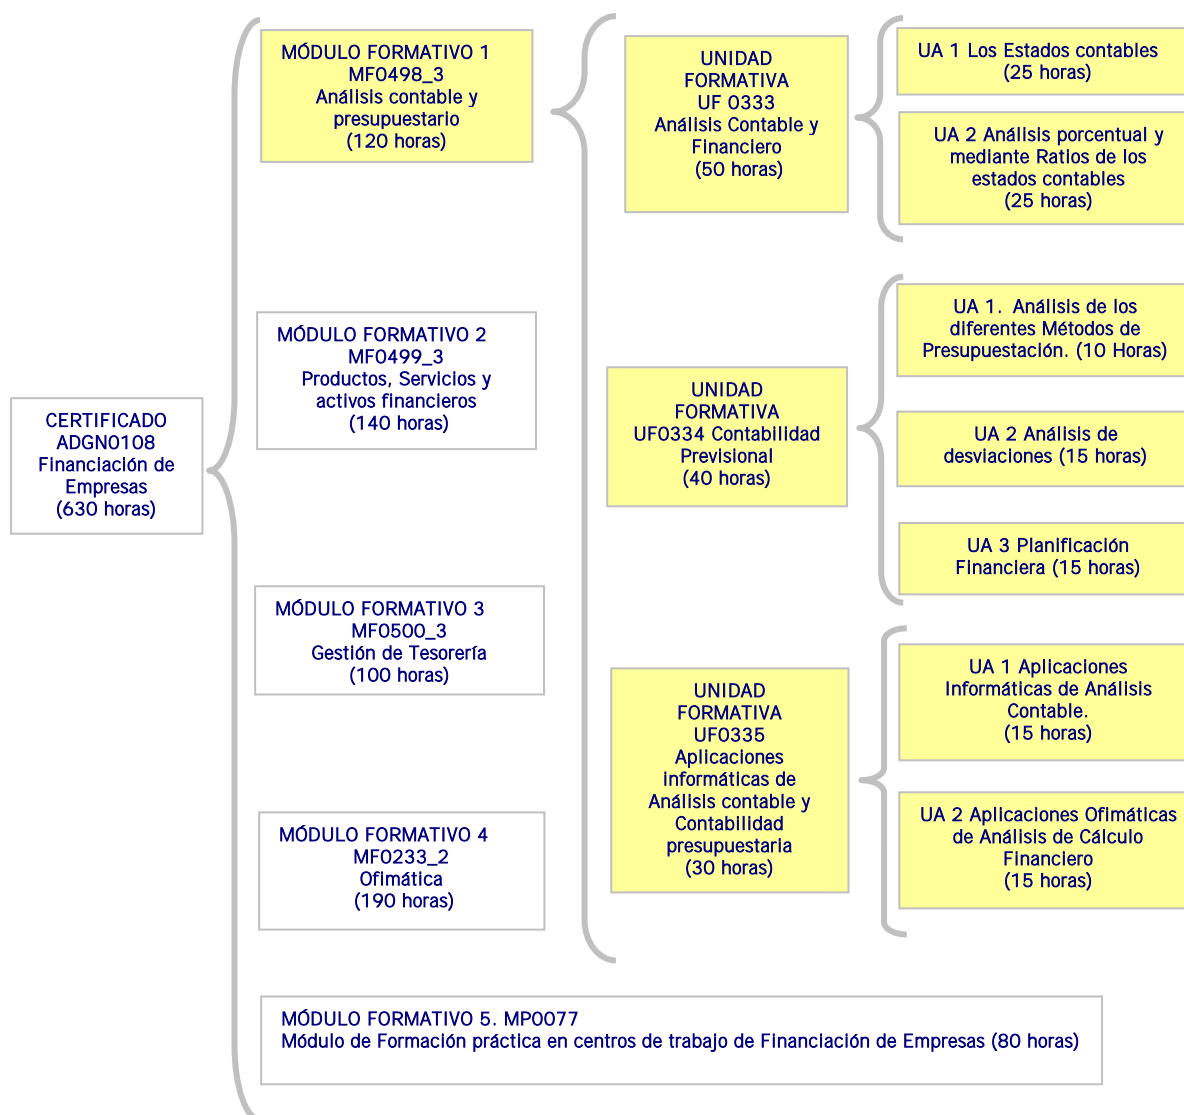 CERTIFICADO
ADGN0108
Financiación de
Empresas
(630 horas)
MÓDULO FORMATIVO 1
MF0498_3
Análisis contable y
presupuestario
(120 horas)
MÓDULO FORMATIVO 2
MF0499_3
Productos, Servicios y
activos financieros
(140 horas)
MÓDULO FORMATIVO 3
MF0500_3
Gestión de Tesorería
(100 horas)
MÓDULO FORMATIVO 4
MF0233_2
Ofimática
(190 horas)
MÓDULO FORMATIVO 5. MP0077
Módulo de Formación práctica en centros de trabajo de Financiación de Empresas (80 horas)
UNIDAD
FORMATIVA
UF 0333
Análisis Contable y
Financiero
(50 horas)
UA 1 Los Estados contables
(25 horas)
UA 2 Análisis porcentual y
mediante Ratios de los
estados contables
(25 horas)
UNIDAD
FORMATIVA
UF0334 Contabilidad
Previsional
(40 horas)
UA 1. Análisis de los
diferentes Métodos de
Presupuestación. (10 Horas)
UA 2 Análisis de
desviaciones (15 horas)
UA 3 Planificación
Financiera (15 horas)
UNIDAD
FORMATIVA
UF0335
Aplicaciones
informáticas de
Análisis contable y
Contabilidad
presupuestaria
(30 horas)
UA 1 Aplicaciones
Informáticas de Análisis
Contable.
(15 horas)
UA 2 Aplicaciones Ofimáticas
de Análisis de Cálculo
Financiero
(15 horas)